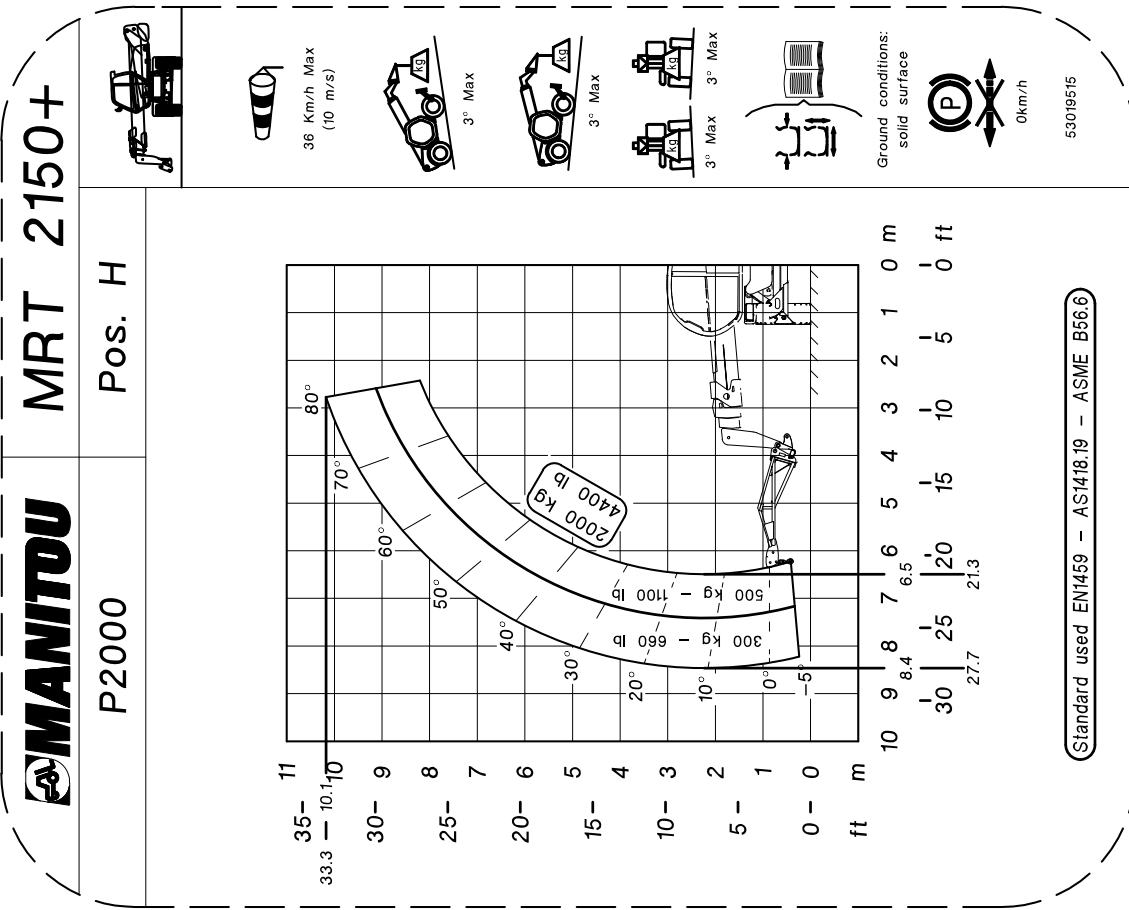 MANITOU
MRT 2150+
P2000
Pos. H
36 Km/h Max
(10 m/s)
kg
3° Max
kg
3° Max
kg
3° Max
kg
3° Max
Ground conditions:
solid surface
P
0km/h
53019515
80°
70°
60°
50°
40°
30°
20°
10°
0°
-5°
2000 kg
4400 lb
500 kg - 1100 lb
300 kg - 660 lb
11
10
9
8
7
6
5
4
3
2
1
0
m
35-
33.3 - 10.1
30-
25-
20-
15-
10-
5-
0-
ft
10 9 8 7 6 5 4 3 2 1 0 m
8.4
6.5
30 25 20 15 10 5 0 ft
27.7
21.3
Standard used EN1459 - AS1418.19 - ASME B56.6